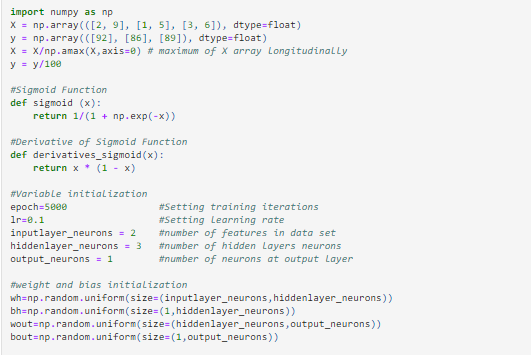 import numpy as np
X = np.array(([2, 9], [1, 5], [3, 6]), dtype=float)
y = np.array(([92], [86], [89]), dtype=float)
X = X/np.amax(X,axis=0) # maximum of X array longitudinally
y = y/100
#Sigmoid Function
def sigmoid (x):
    return 1/(1 + np.exp(-x))
#Derivative of Sigmoid Function
def derivatives_sigmoid(x):
    return x * (1 - x)
#Variable initialization
epoch=5000 #Setting training iterations
lr=0.1 #Setting learning rate
inputlayer_neurons = 2 #number of features in data set
hiddenlayer_neurons = 3 #number of hidden layers neurons
output_neurons = 1 #number of neurons at output layer
#weight and bias initialization
wh=np.random.uniform(size=(inputlayer_neurons,hiddenlayer_neurons))
bh=np.random.uniform(size=(1,hiddenlayer_neurons))
wout=np.random.uniform(size=(hiddenlayer_neurons,output_neurons))
bout=np.random.uniform(size=(1,output_neurons))